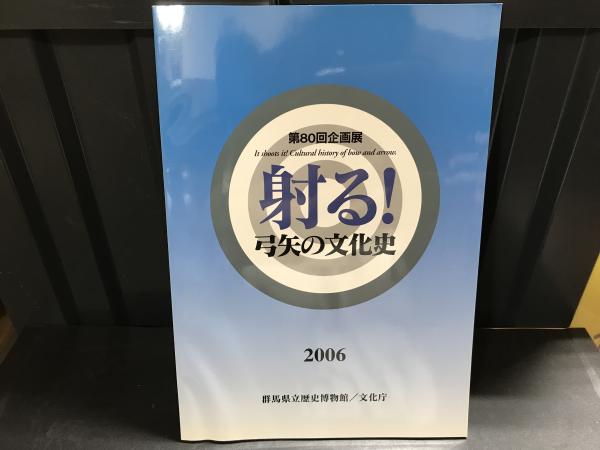 第80回企画展
It shoots it! Cultural history of bow and arrow.
射る!
弓矢の文化史
2006
群馬県立歴史博物館/文化庁